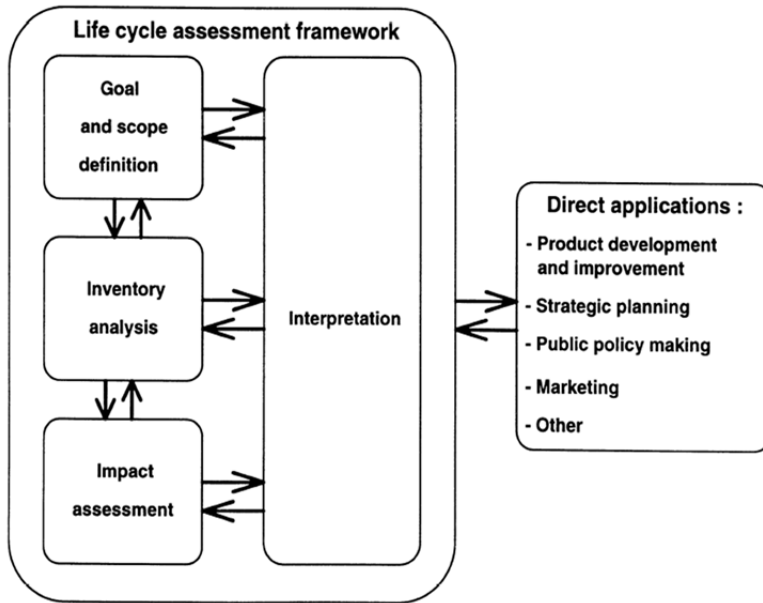 Life cycle assessment framework
Goal
and scope
definition
Inventory
analysis
Impact
assessment
Interpretation
Direct applications :
- Product development
and improvement
- Strategic planning
- Public policy making
- Marketing
- Other